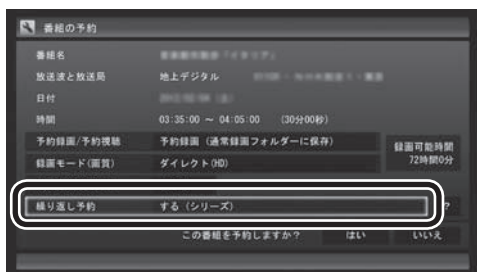 番組の予約
番組名
放送波と放送局 地上デジタル
日付
時間 03:35:00 ～ 04:05:00 (30分00秒)
予約録画/予約視聴 予約録画（通常録画フォルダーに保存）
録画可能時間
72時間0分
録画モード(画質) ダイレクト(HD)
繰り返し予約 する（シリーズ） ?
この番組を予約しますか？ はい いいえ